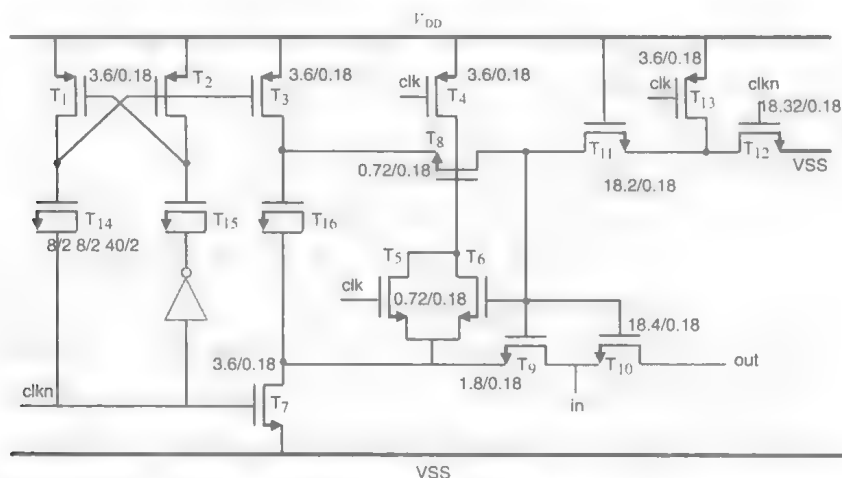 VDD
3.6/0.18 3.6/0.18 3.6/0.18 3.6/0.18
T1 T2 T3 clk T4 clk T13 clkn
18.32/0.18
T8 T11 T12 VSS
0.72/0.18 18.2/0.18
T14 T15 T16
8/2 8/2 40/2
T5 T6
clk 0.72/0.18
18.4/0.18
3.6/0.18 T9 T10 out
1.8/0.18
clkn T7 in
VSS